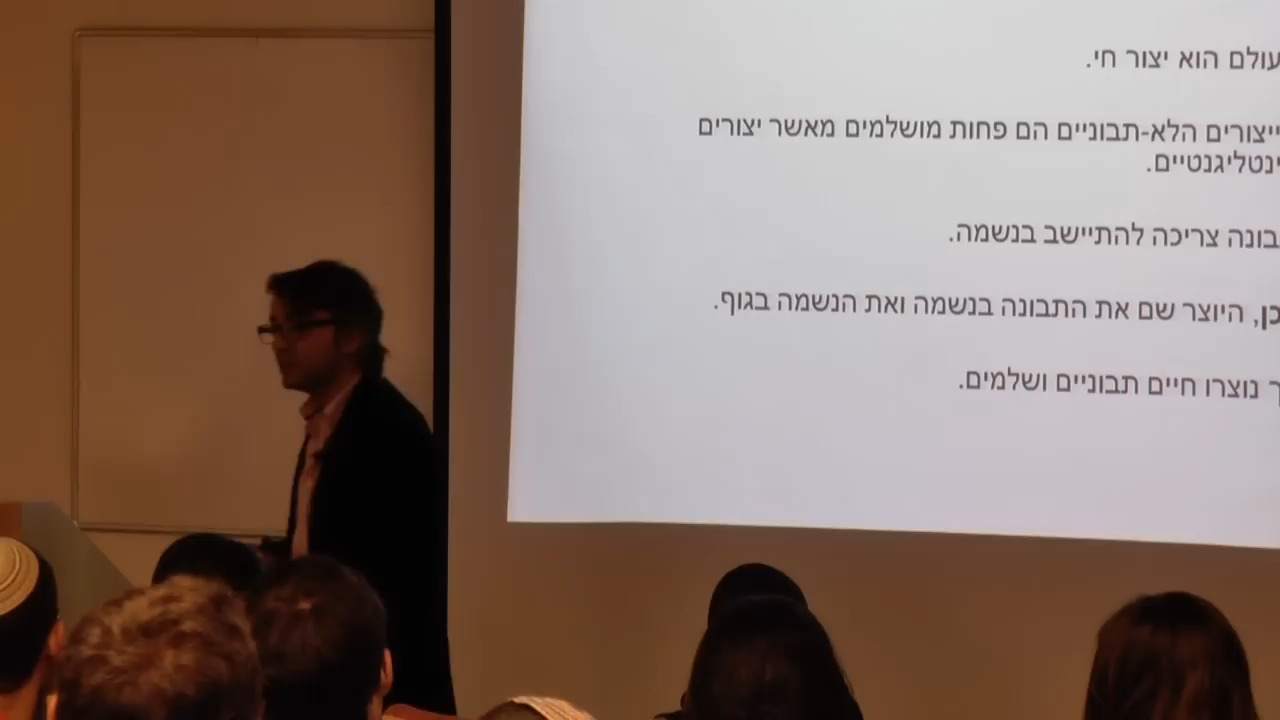 עולם הוא יצור חי.
ייצורים הלא-תבוניים הם פחות מושלמים מאשר יצורים
ינטליגנטיים.
בונה צריכה להתיישב בנשמה.
כן, היוצר שם את התבונה בנשמה ואת הנשמה בגוף.
ך נוצרו חיים תבוניים ושלמים.